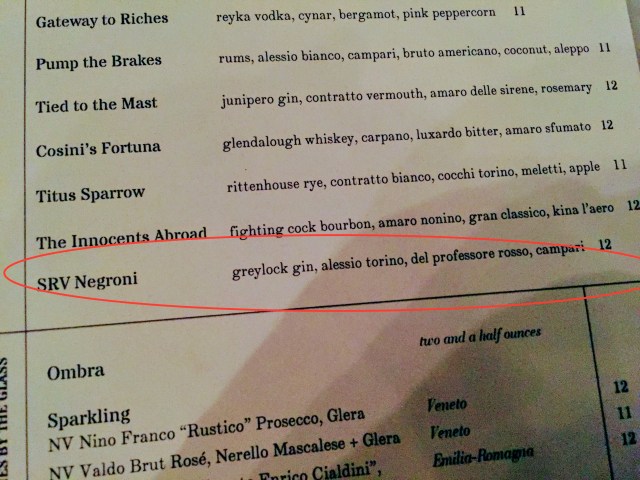 Gateway to Riches reyka vodka, cynar, bergamot, pink peppercorn 11
Pump the Brakes rums, alessio bianco, campari, bruto americano, coconut, aleppo 11
Tied to the Mast junipero gin, contratto vermouth, amaro delle sirene, rosemary 12
Cosini's Fortuna glendalough whiskey, carpano, luxardo bitter, amaro sfumato 12
Titus Sparrow rittenhouse rye, contratto bianco, cocchi torino, meletti, apple 11
The Innocents Abroad fighting cock bourbon, amaro nonino, gran classico, kina l'aero 12
SRV Negroni greylock gin, alessio torino, del professore rosso, campari 12
two and a half ounces
Ombra
Sparkling
NV Nino Franco "Rustico" Prosecco, Glera Veneto 12
NV Valdo Brut Rosé, Nerello Mascalese + Glera Veneto 11
Enrico Cialdini", Emilia-Romagna 12
BY THE GLASS